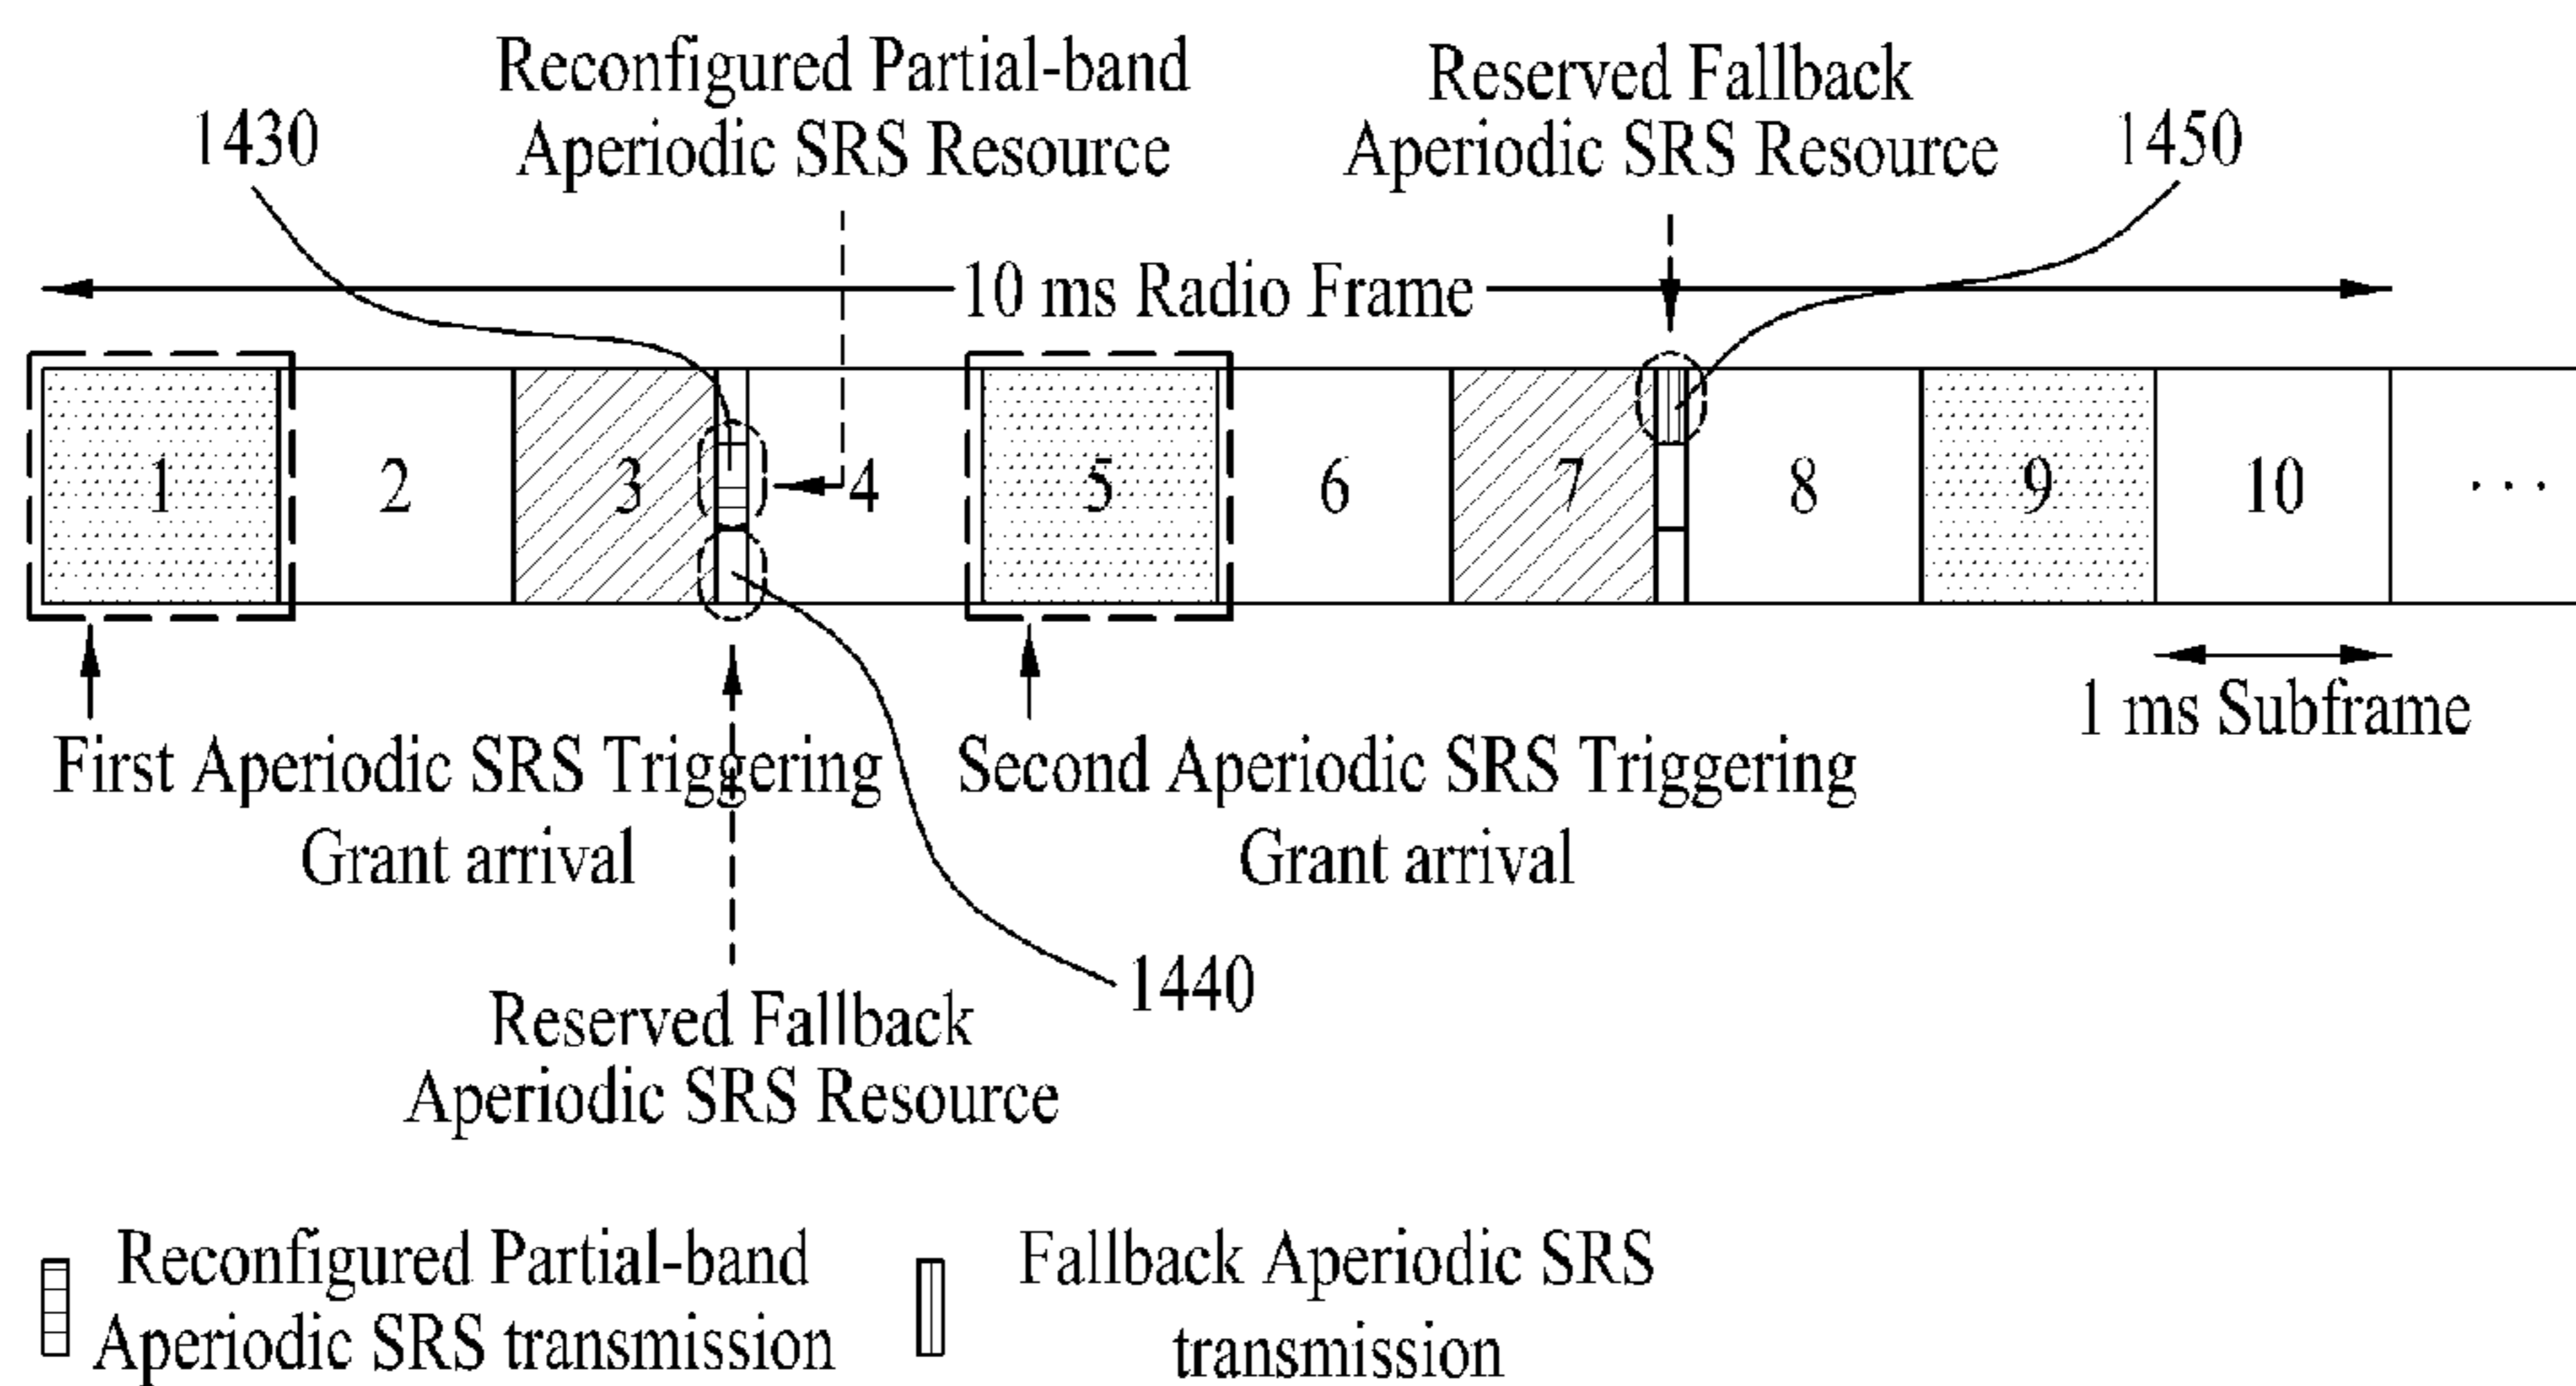 Reconfigured Partial-band
Aperiodic SRS Resource
Reserved Fallback
Aperiodic SRS Resource
1430
1450
10 ms Radio Frame
1
2
3
4
5
6
7
8
9
10
...
1 ms Subframe
First Aperiodic SRS Triggering
Grant arrival
Second Aperiodic SRS Triggering
Grant arrival
1440
Reserved Fallback
Aperiodic SRS Resource
Reconfigured Partial-band
Aperiodic SRS transmission
Fallback Aperiodic SRS
transmission